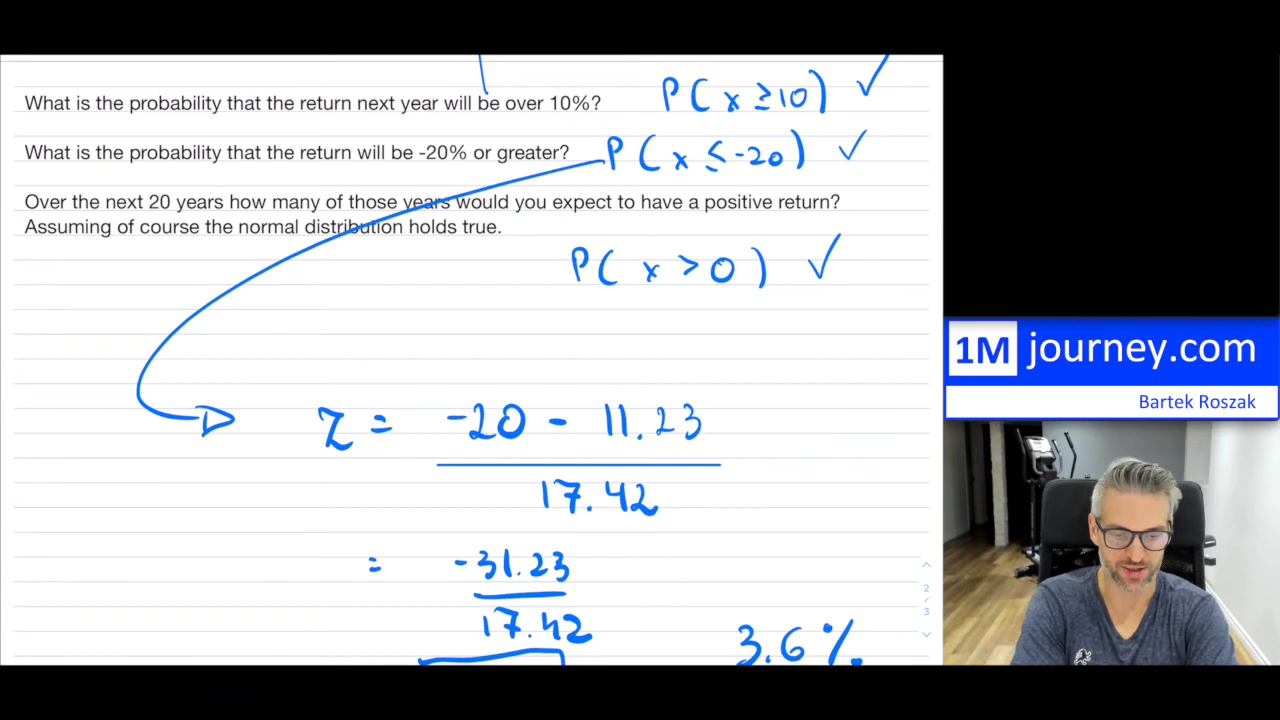 What is the probability that the return next year will be over 10%? P(x ≥ 10) ✓
What is the probability that the return will be -20% or greater? P(x ≤ -20) ✓
Over the next 20 years how many of those years would you expect to have a positive return?
Assuming of course the normal distribution holds true.
P(x > 0) ✓
1M journey.com
Bartek Roszak
z = -20 - 11.23
17.42
= -31.23
17.42
2
/
3
3.6%